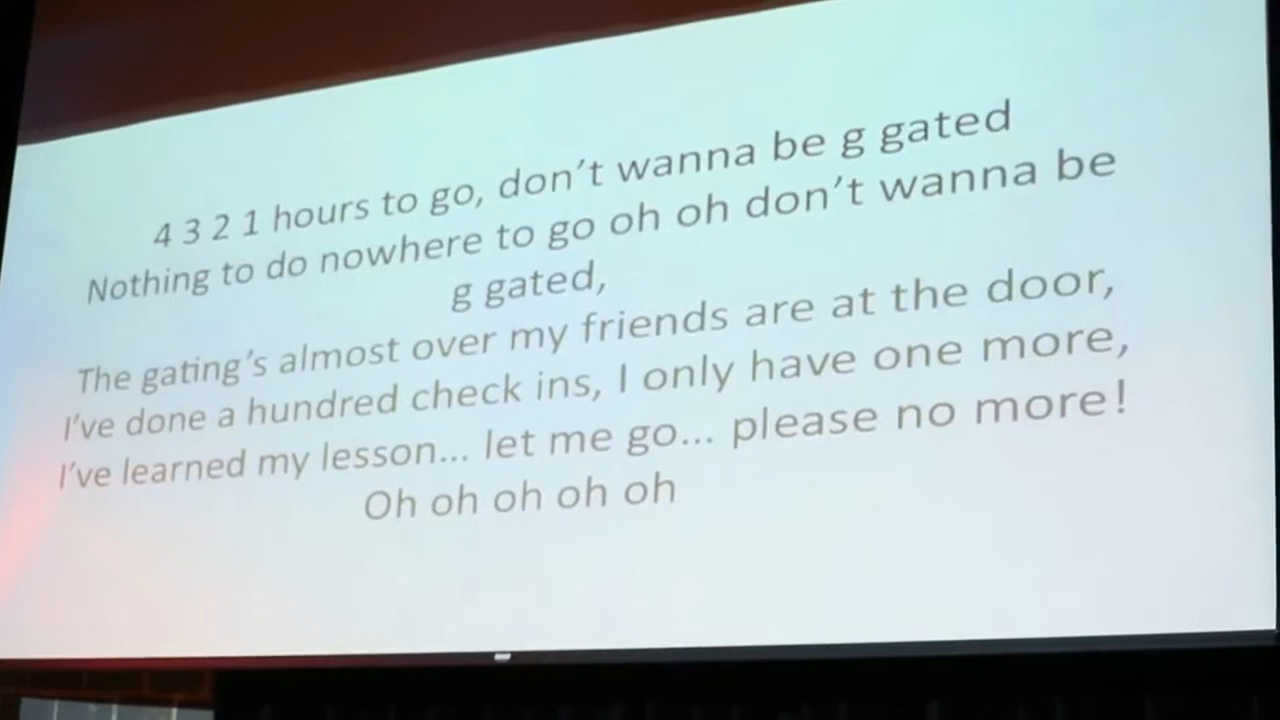 4 3 2 1 hours to go, don't wanna be g gated
Nothing to do nowhere to go oh oh don't wanna be
g gated,
The gating's almost over my friends are at the door,
I've done a hundred check ins, I only have one more,
I've learned my lesson... let me go... please no more!
Oh oh oh oh oh